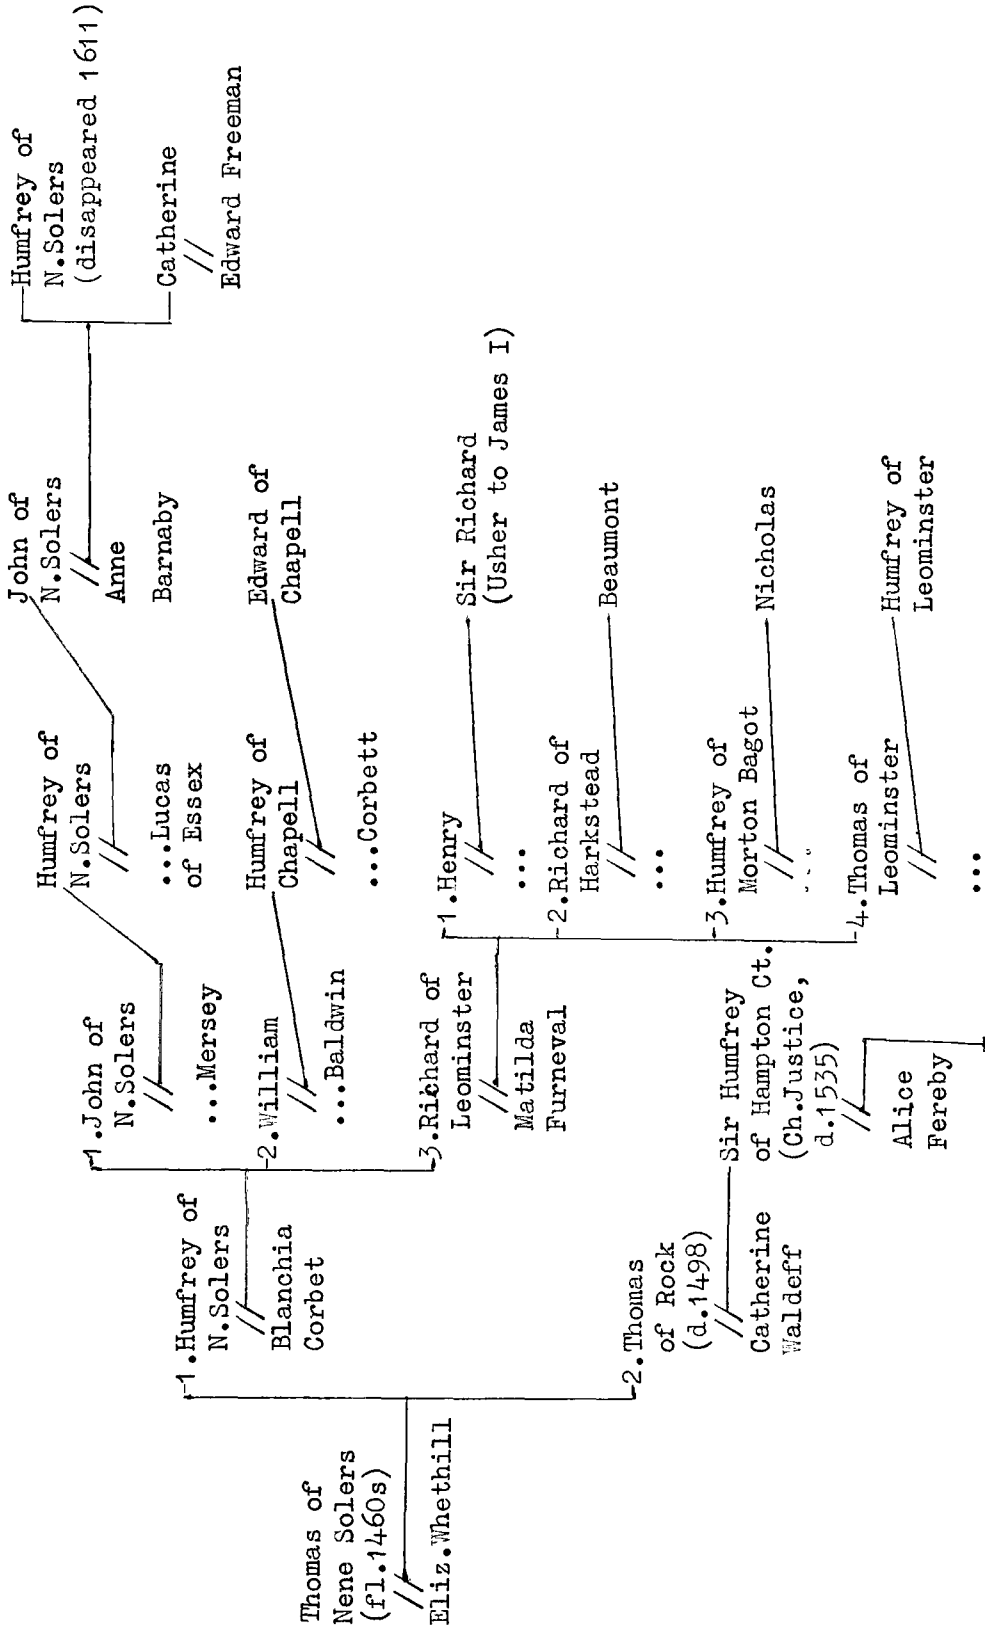 Thomas of
Nene Solers
(fl.1460s)
Eliz.Whethill
1.Humfrey of
N.Solers
Blanchia
Corbet
2.Thomas
of Rock
(d.1498)
Catherine
Waldeff
1.John of
N.Solers
...Mersey
2.William
...Baldwin
3.Richard of
Leominster
Matilda
Furneval
Sir Humfrey
of Hampton Ct.
(Ch.Justice,
d.1535)
Alice
Fereby
Humfrey of
N.Solers
...Lucas
of Essex
Humfrey of
Chapell
...Corbett
1.Henry
...
2.Richard of
Harkstead
...
3.Humfrey of
Morton Bagot
...
4.Thomas of
Leominster
...
John of
N.Solers
Anne
Barnaby
Edward of
Chapell
Sir Richard
(Usher to James I)
Beaumont
Nicholas
Humfrey of
Leominster
Humfrey of
N.Solers
(disappeared 1611)
Catherine
Edward Freeman